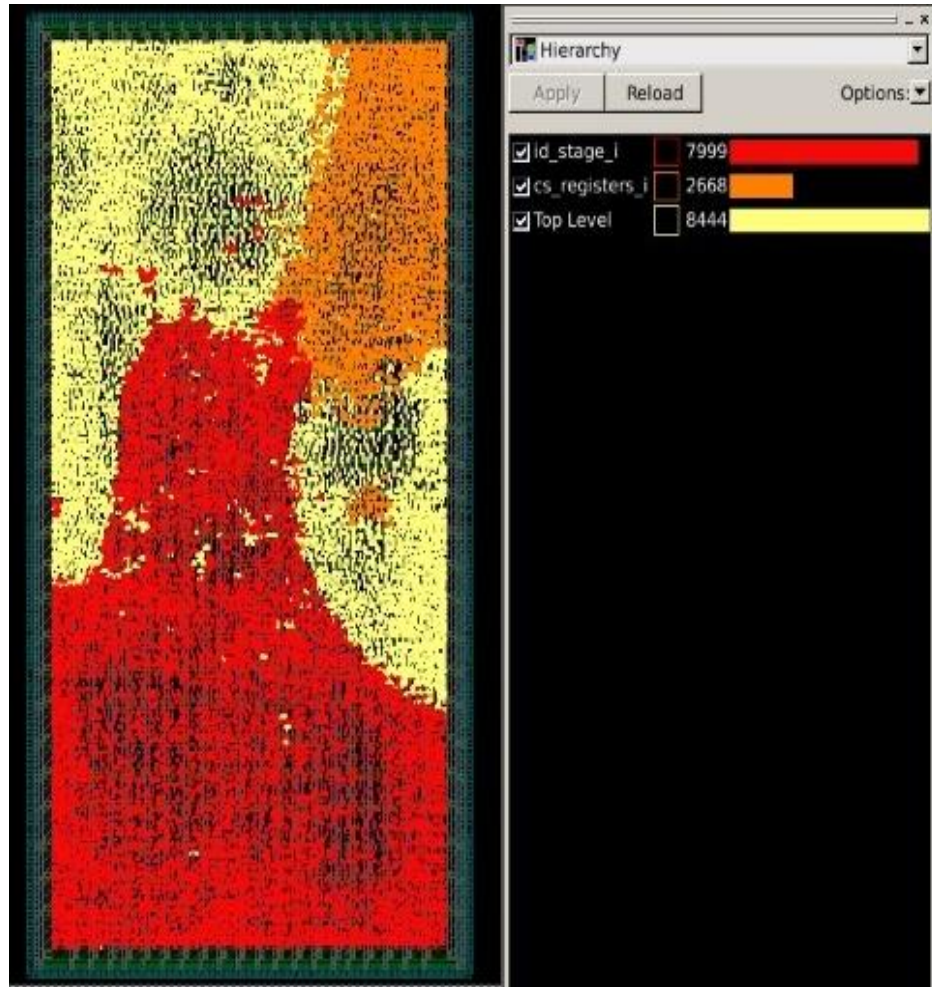 Hierarchy
Apply Reload Options:
id_stage_i 7999
cs_registers_i 2668
Top Level 8444